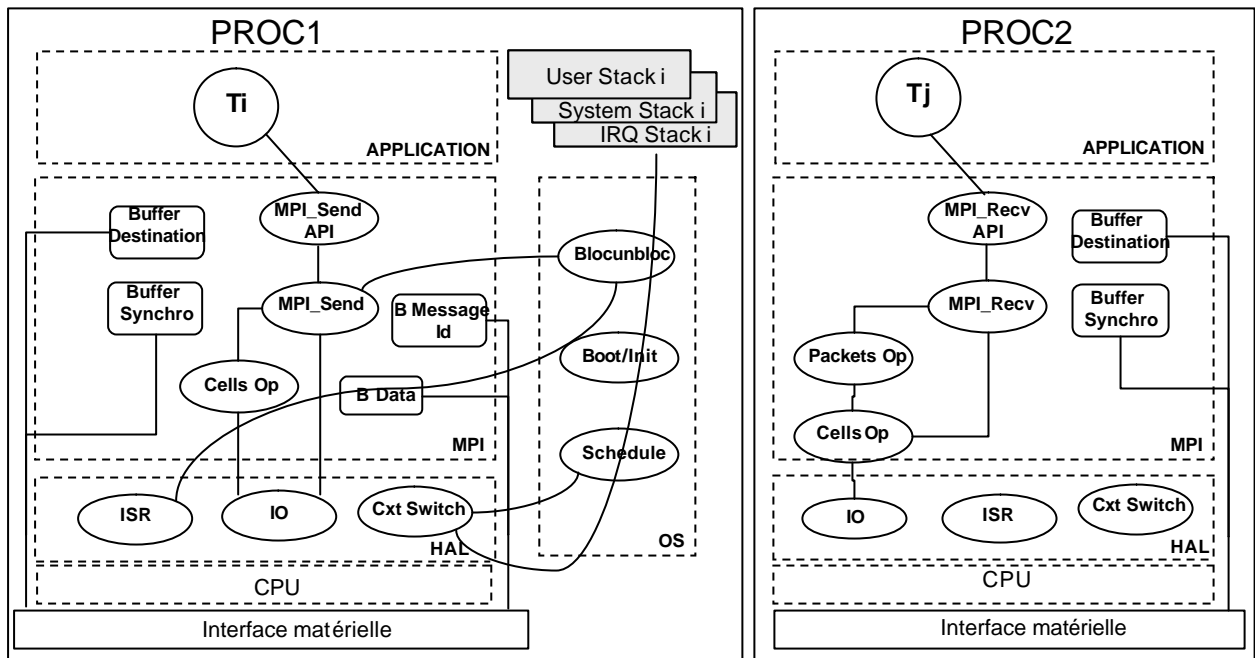 PROC1
Ti
APPLICATION
User Stack i
System Stack i
IRQ Stack i
Buffer
Destination
MPI_Send
API
Buffer
Synchro
MPI_Send
B Message
Id
Cells Op
B Data
MPI
Blocunbloc
Boot/Init
Schedule
OS
ISR
IO
Cxt Switch
HAL
CPU
Interface matérielle
PROC2
Tj
APPLICATION
MPI_Recv
API
Buffer
Destination
MPI_Recv
Buffer
Synchro
Packets Op
Cells Op
MPI
IO
ISR
Cxt Switch
HAL
CPU
Interface matérielle